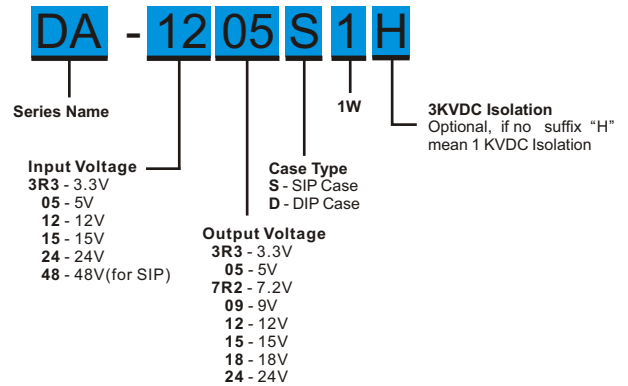 DA - 12 05 S 1 H
Series Name
1W
3KVDC Isolation
Optional, if no suffix “H”
mean 1 KVDC Isolation
Input Voltage
3R3 - 3.3V
05 - 5V
12 - 12V
15 - 15V
24 - 24V
48 - 48V(for SIP)
Case Type
S - SIP Case
D - DIP Case
Output Voltage
3R3 - 3.3V
05 - 5V
7R2 - 7.2V
09 - 9V
12 - 12V
15 - 15V
18 - 18V
24 - 24V